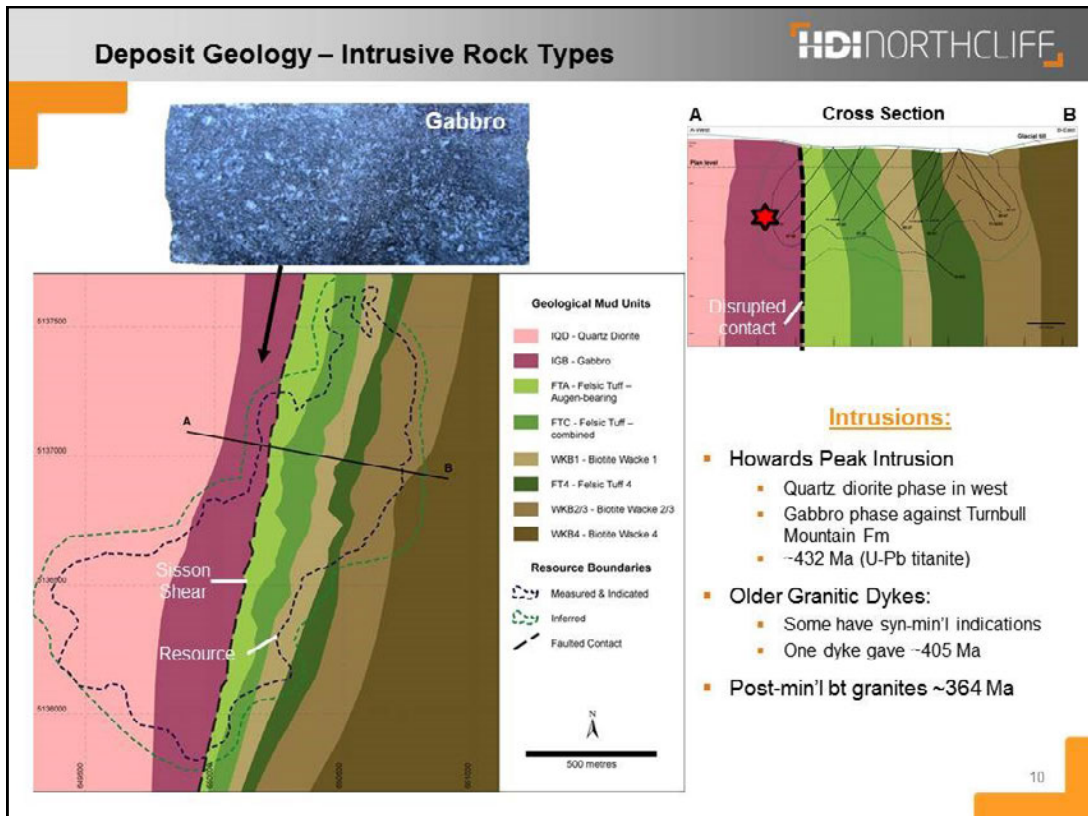 Deposit Geology – Intrusive Rock Types
HDINORTHCLIFF
Gabbro
A
Cross Section
B
Glacial till
Plan level
Disrupted
contact
5137500
5137000
5136000
A
B
Sisson
Shear
Resource
Geological Mud Units
IQD - Quartz Diorite
IGB - Gabbro
FTA - Felsic Tuff –
Augen-bearing
FTC - Felsic Tuff –
combined
WKB1 - Biotite Wacke 1
FT4 - Felsic Tuff 4
WKB2/3 - Biotite Wacke 2/3
WKB4 - Biotite Wacke 4
Resource Boundaries
Measured & Indicated
Inferred
Faulted Contact
N
500 metres
Intrusions:
Howards Peak Intrusion
Quartz diorite phase in west
Gabbro phase against Turnbull
Mountain Fm
~432 Ma (U-Pb titanite)
Older Granitic Dykes:
Some have syn-min'l indications
One dyke gave ~405 Ma
Post-min'l bt granites ~364 Ma
10